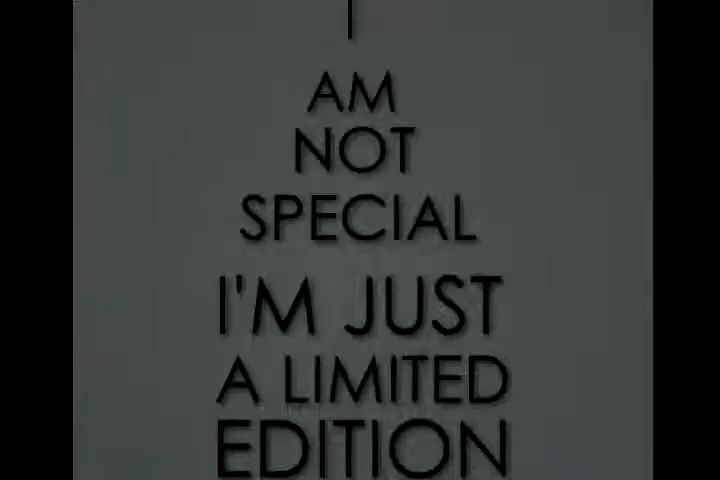 I
AM
NOT
SPECIAL
I'M JUST
A LIMITED
EDITION